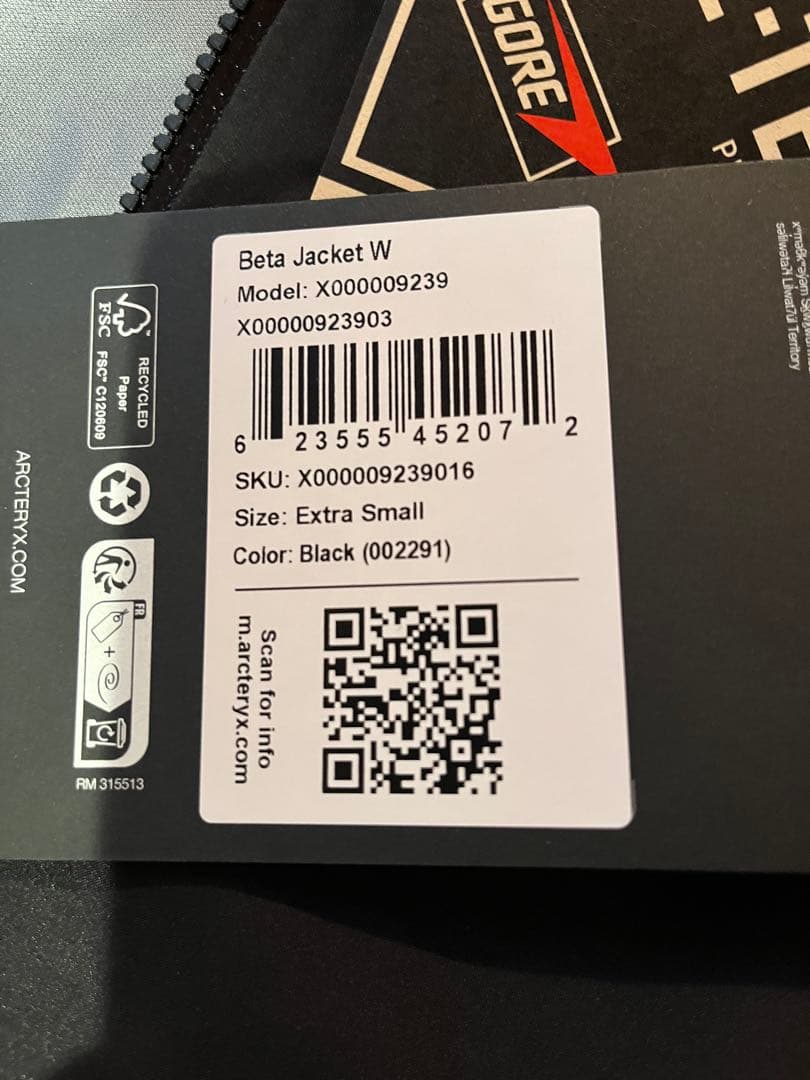 GORE
Beta Jacket W
Model: X000009239
X00000923903
6 23555 45207 2
SKU: X000009239016
Size: Extra Small
Color: Black (002291)
Scan for info
m.arcteryx.com
FSC
RECYCLED
Paper
FSC® C120609
FR
+
RM 315513
ARCTERYX.COM
Territory